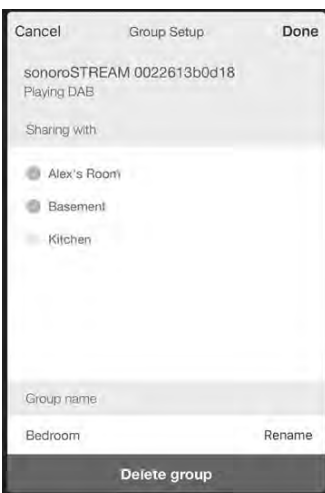 Cancel Group Setup Done
sonoroSTREAM 0022613b0d18
Playing DAB
Sharing with
Alex's Room
Basement
Kitchen
Group name
Bedroom Rename
Delete group